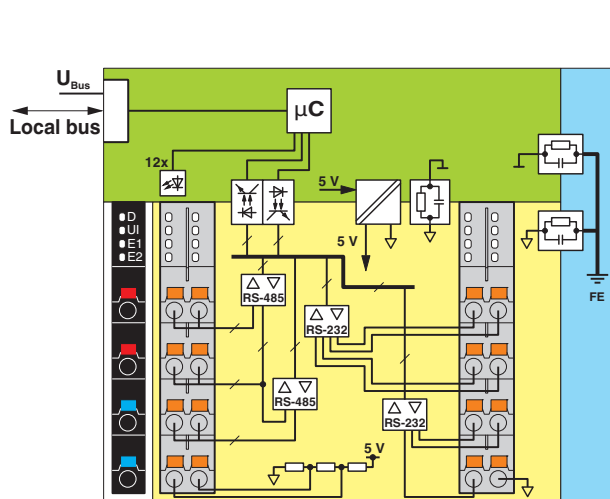 U Bus
Local bus
µC
12x
5 V
5 V
D
UI
E1
E2
RS-485
RS-232
FE
RS-485
RS-232
5 V